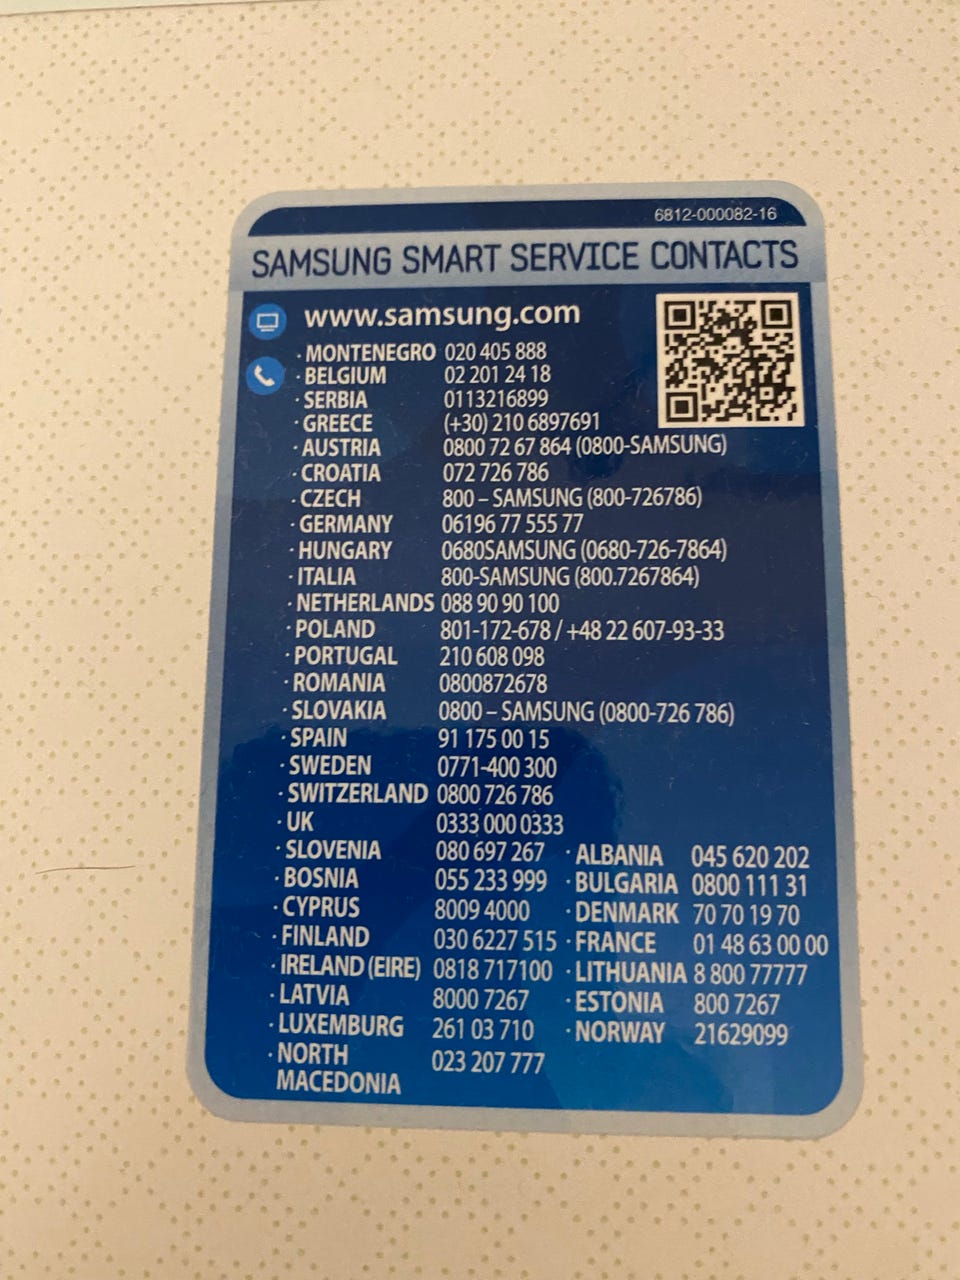 6812-000082-16
SAMSUNG SMART SERVICE CONTACTS
www.samsung.com
· MONTENEGRO 020 405 888
· BELGIUM 02 201 24 18
· SERBIA 0113216899
· GREECE (+30) 210 6897691
· AUSTRIA 0800 72 67 864 (0800-SAMSUNG)
· CROATIA 072 726 786
· CZECH 800 – SAMSUNG (800-726786)
· GERMANY 06196 77 555 77
· HUNGARY 0680SAMSUNG (0680-726-7864)
· ITALIA 800-SAMSUNG (800.7267864)
· NETHERLANDS 088 90 90 100
· POLAND 801-172-678 / +48 22 607-93-33
· PORTUGAL 210 608 098
· ROMANIA 0800872678
· SLOVAKIA 0800 – SAMSUNG (0800-726 786)
· SPAIN 91 175 00 15
· SWEDEN 0771-400 300
· SWITZERLAND 0800 726 786
· UK 0333 000 0333
· SLOVENIA 080 697 267 · ALBANIA 045 620 202
· BOSNIA 055 233 999 · BULGARIA 0800 111 31
· CYPRUS 8009 4000 · DENMARK 70 70 19 70
· FINLAND 030 6227 515 · FRANCE 01 48 63 00 00
· IRELAND (EIRE) 0818 717100 · LITHUANIA 8 800 77777
· LATVIA 8000 7267 · ESTONIA 800 7267
· LUXEMBURG 261 03 710 · NORWAY 21629099
· NORTH 023 207 777
MACEDONIA